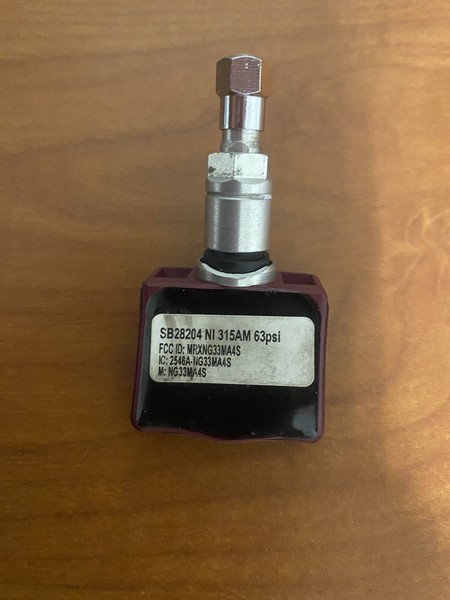 SB28204 NI 315AM 63psi
FCC ID: MRXNG33MA4S
IC: 2546A-NG33MA4S
M: NG33MA4S